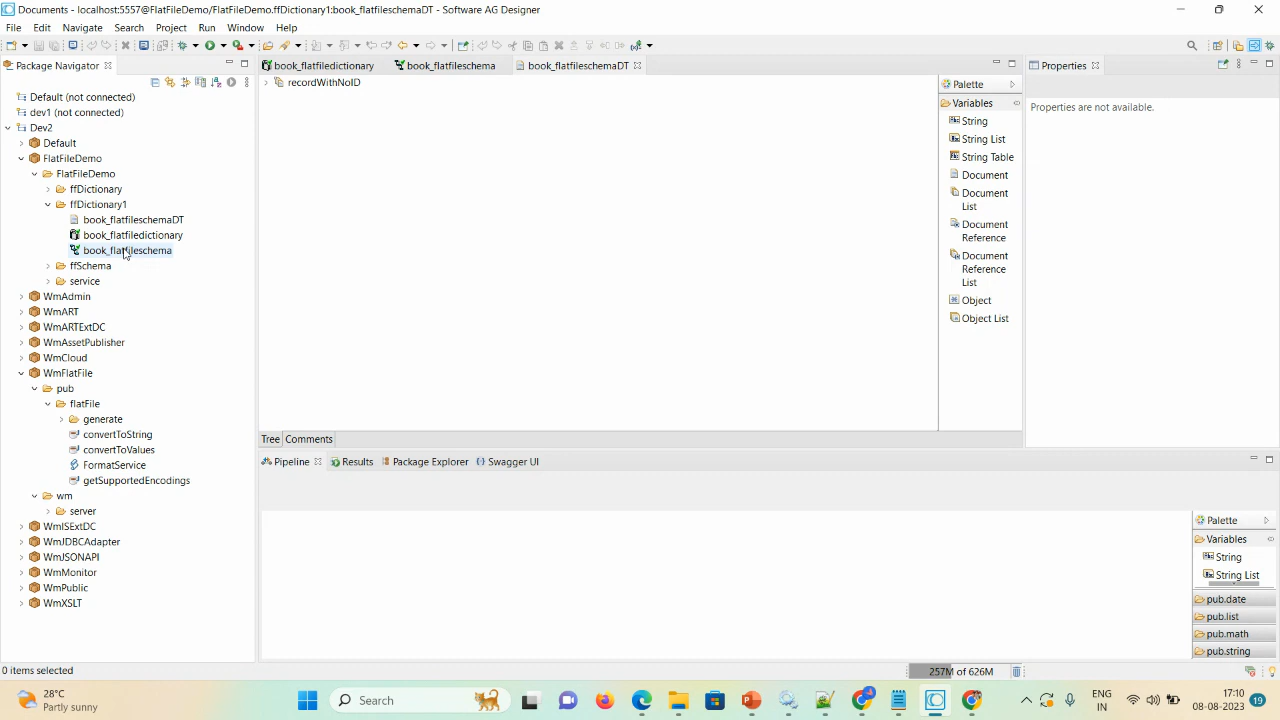 Documents - localhost:5557@FlatFileDemo/FlatFileDemo.ffDictionary1:book_flatfileschemaDT - Software AG Designer
File Edit Navigate Search Project Run Window Help
Package Navigator
Default (not connected)
dev1 (not connected)
Dev2
Default
FlatFileDemo
FlatFileDemo
ffDictionary
ffDictionary1
book_flatfileschemaDT
book_flatfiledictionary
book_flatfileschema
ffSchema
service
WmAdmin
WmART
WmARTExtDC
WmAssetPublisher
WmCloud
WmFlatFile
pub
flatFile
generate
convertToString
convertToValues
FormatService
getSupportedEncodings
wm
server
WmISExtDC
WmJDBCAdapter
WmJSONAPI
WmMonitor
WmPublic
WmXSLT
book_flatfiledictionary book_flatfileschema book_flatfileschemaDT
recordWithNoID
Palette
Variables
String
String List
String Table
Document
Document
List
Document
Reference
Document
Reference
List
Object
Object List
Tree Comments
Properties
Properties are not available.
Pipeline Results Package Explorer Swagger UI
Palette
Variables
String
String List
pub.date
pub.list
pub.math
pub.string
0 items selected
257M of 626M
28°C
Partly sunny
Search
ENG
IN
17:10
08-08-2023
19